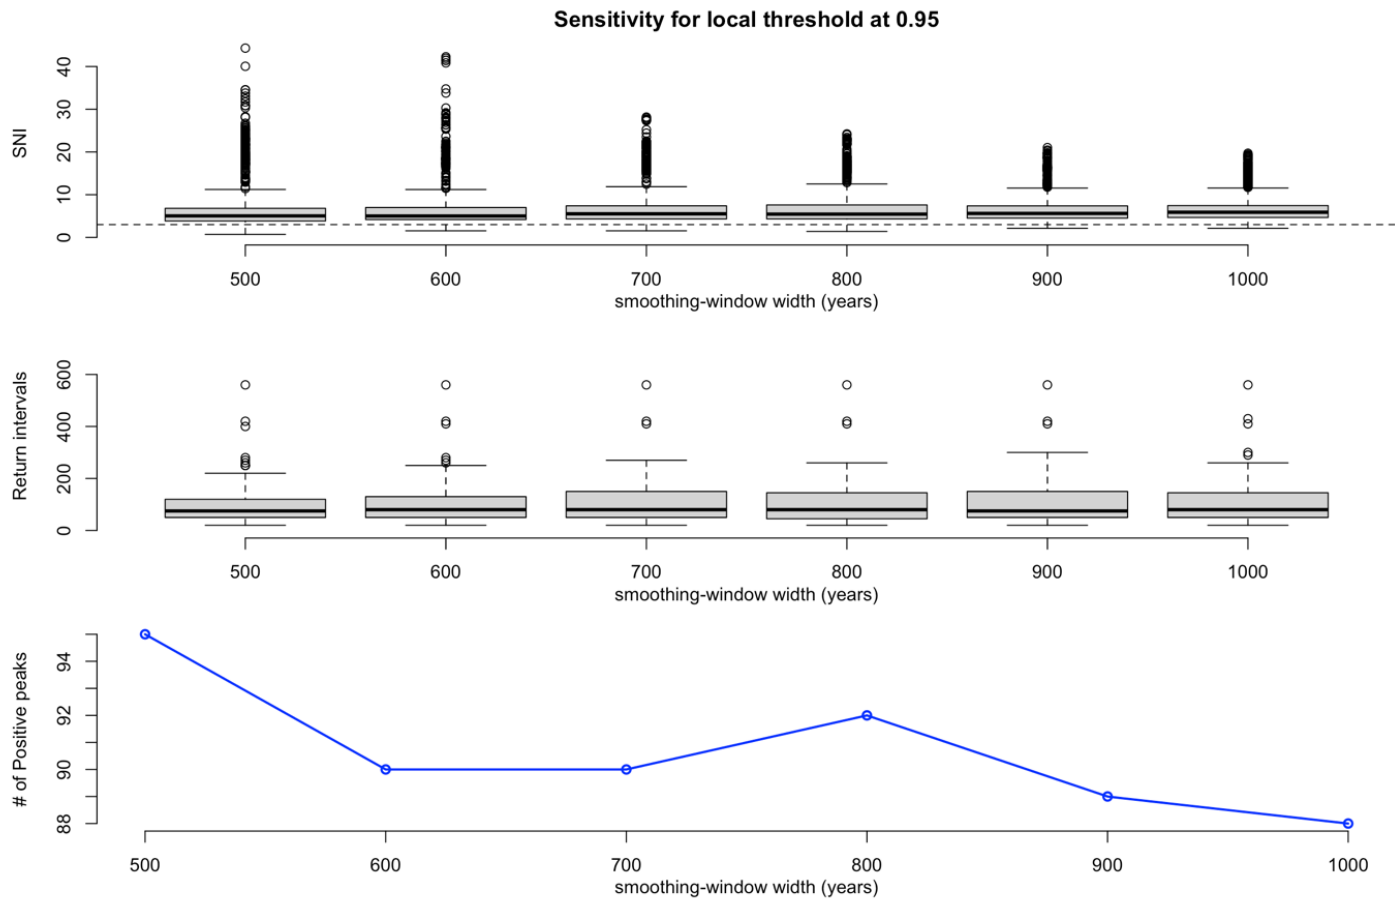 Sensitivity for local threshold at 0.95
SNI
40
30
20
10
0
500 600 700 800 900 1000
smoothing-window width (years)
Return intervals
600
400
200
0
500 600 700 800 900 1000
smoothing-window width (years)
# of Positive peaks
94
92
90
88
500 600 700 800 900 1000
smoothing-window width (years)